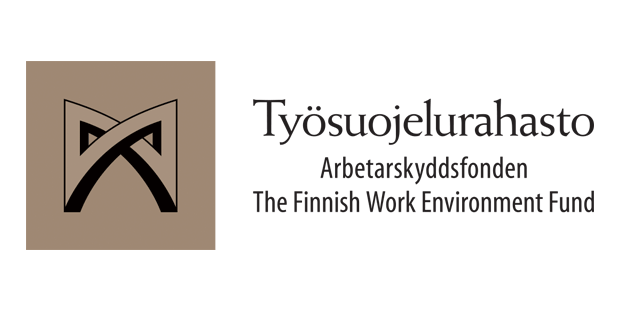 Työsuojelurahasto
Arbetarskyddsfonden
The Finnish Work Environment Fund